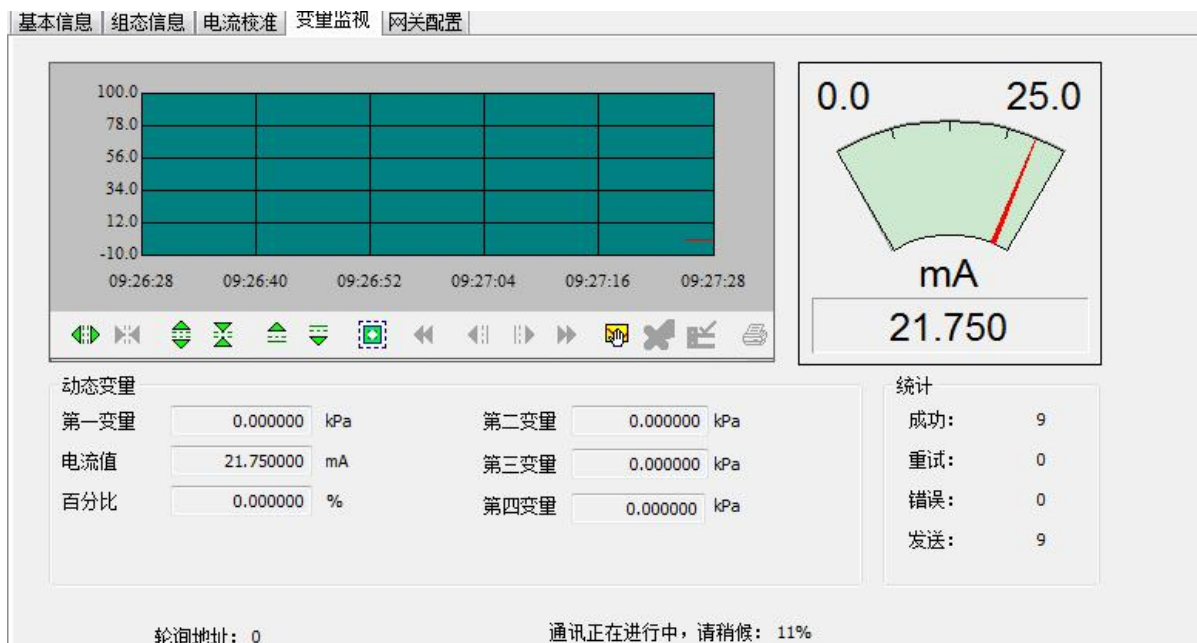 基本信息 组态信息 电流校准 变量监视 网关配置
100.0
78.0
56.0
34.0
12.0
-10.0
09:26:28 09:26:40 09:26:52 09:27:04 09:27:16 09:27:28
0.0 25.0
mA
21.750
动态变量
第一变量 0.000000 kPa 第二变量 0.000000 kPa
电流值 21.750000 mA 第三变量 0.000000 kPa
百分比 0.000000 % 第四变量 0.000000 kPa
统计
成功: 9
重试: 0
错误: 0
发送: 9
轮询地址: 0 通讯正在进行中，请稍候: 11%